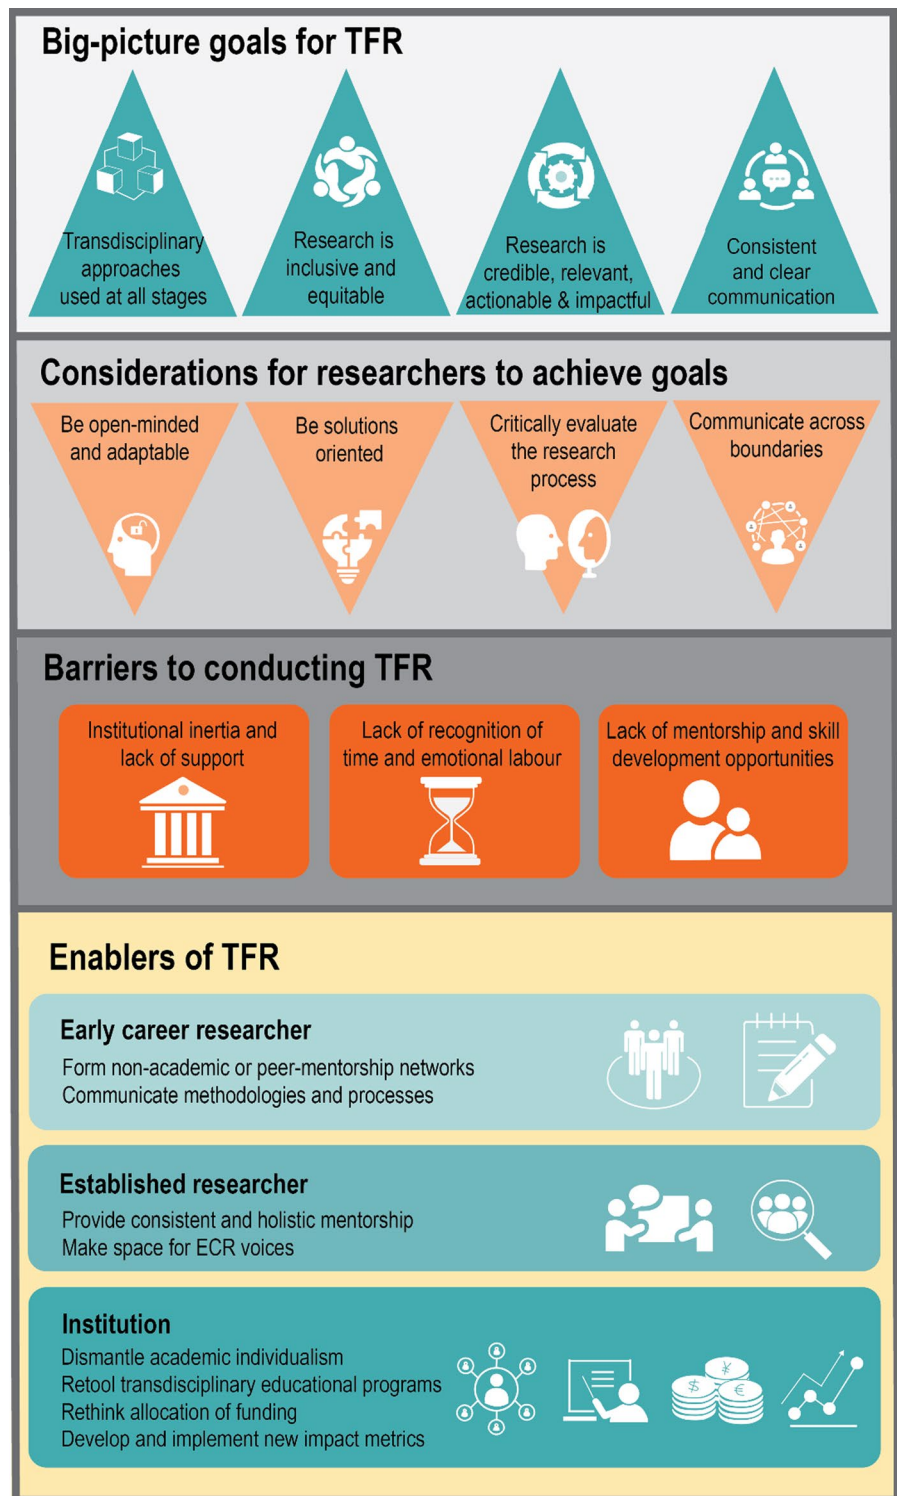 Big-picture goals for TFR
Transdisciplinary
approaches
used at all stages
Research is
inclusive and
equitable
Research is
credible, relevant,
actionable & impactful
Consistent
and clear
communication
Considerations for researchers to achieve goals
Be open-minded
and adaptable
Be solutions
oriented
Critically evaluate
the research
process
Communicate across
boundaries
Barriers to conducting TFR
Institutional inertia and
lack of support
Lack of recognition of
time and emotional labour
Lack of mentorship and skill
development opportunities
Enablers of TFR
Early career researcher
Form non-academic or peer-mentorship networks
Communicate methodologies and processes
Established researcher
Provide consistent and holistic mentorship
Make space for ECR voices
Institution
Dismantle academic individualism
Retool transdisciplinary educational programs
Rethink allocation of funding
Develop and implement new impact metrics
¥
$ €